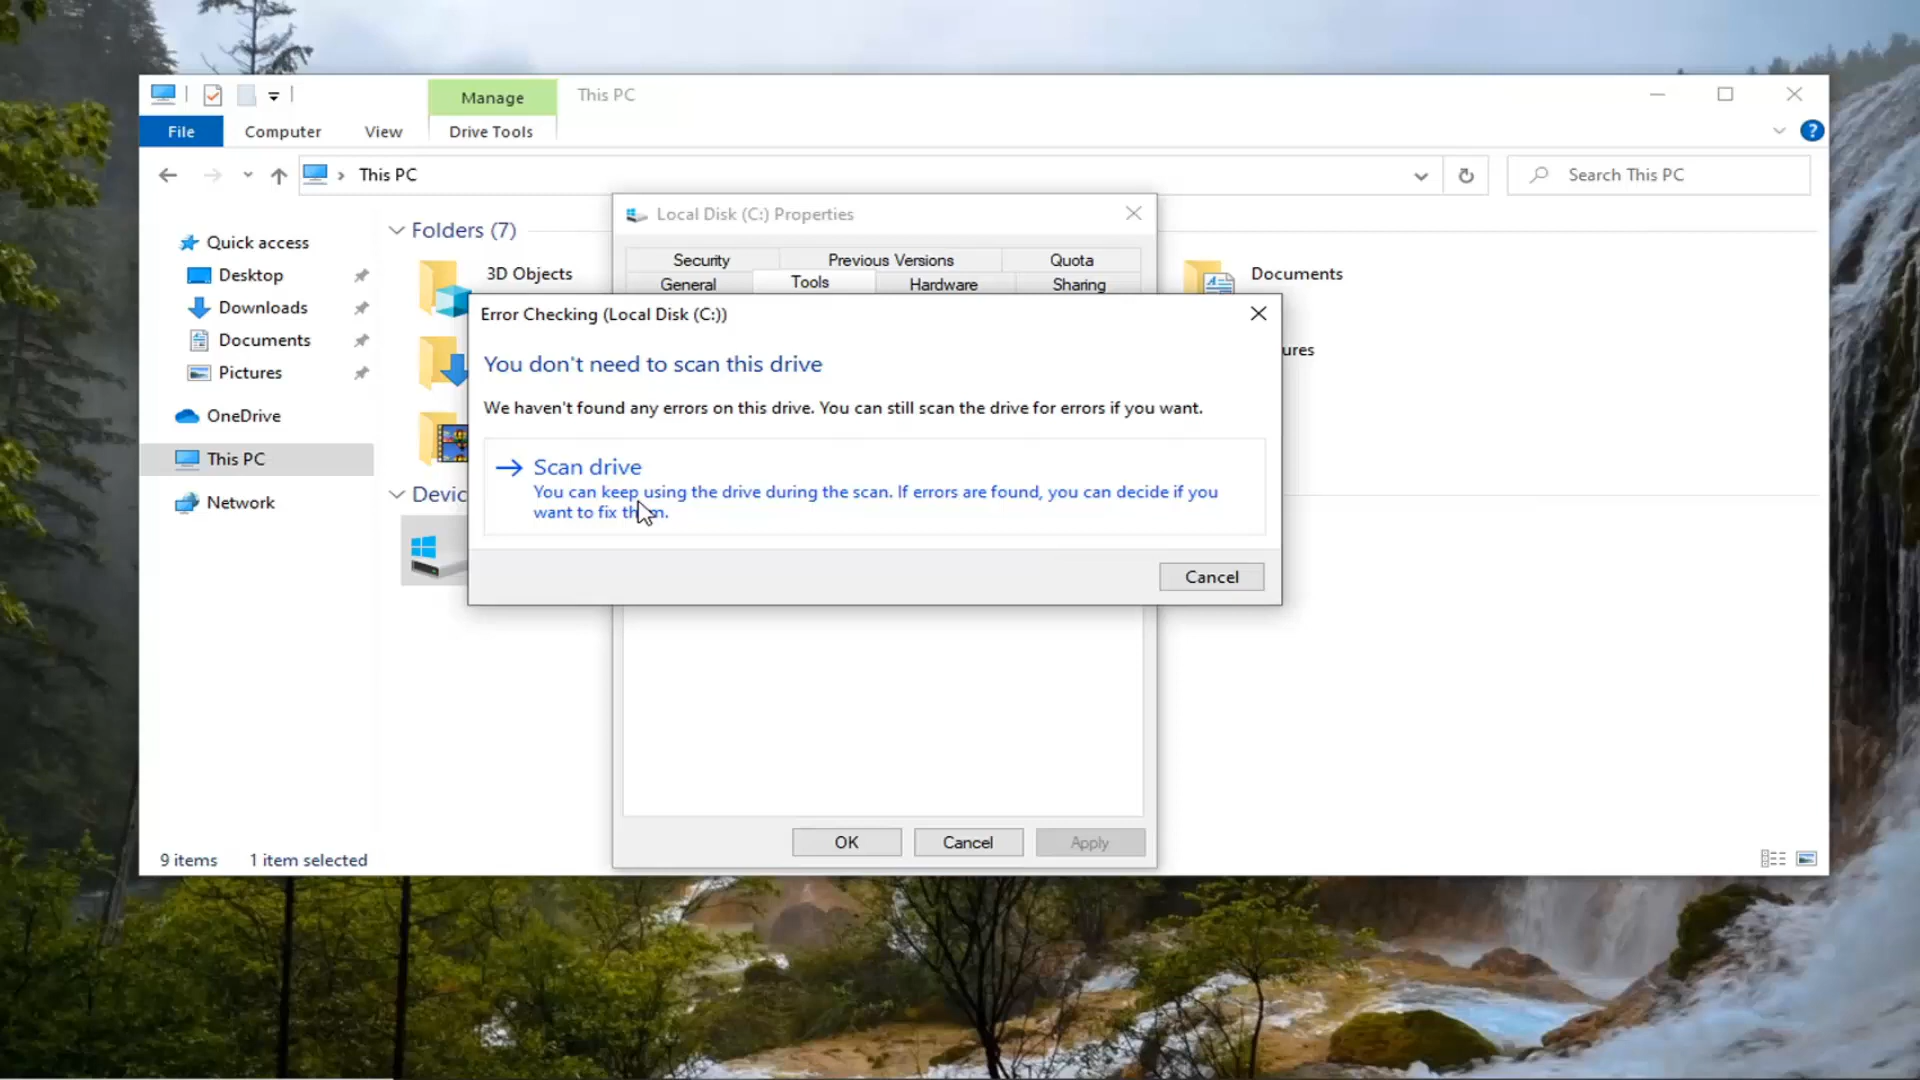 Manage
This PC
File
Computer
View
Drive Tools
?
This PC
Search This PC
Local Disk (C:) Properties
Security
Previous Versions
Quota
General
Tools
Hardware
Sharing
Quick access
Desktop
Downloads
Documents
Pictures
OneDrive
This PC
Network
Folders (7)
3D Objects
Documents
ures
Devic
Error Checking (Local Disk (C:))
You don't need to scan this drive
We haven't found any errors on this drive. You can still scan the drive for errors if you want.
Scan drive
You can keep using the drive during the scan. If errors are found, you can decide if you
want to fix them.
Cancel
OK
Cancel
Apply
9 items
1 item selected